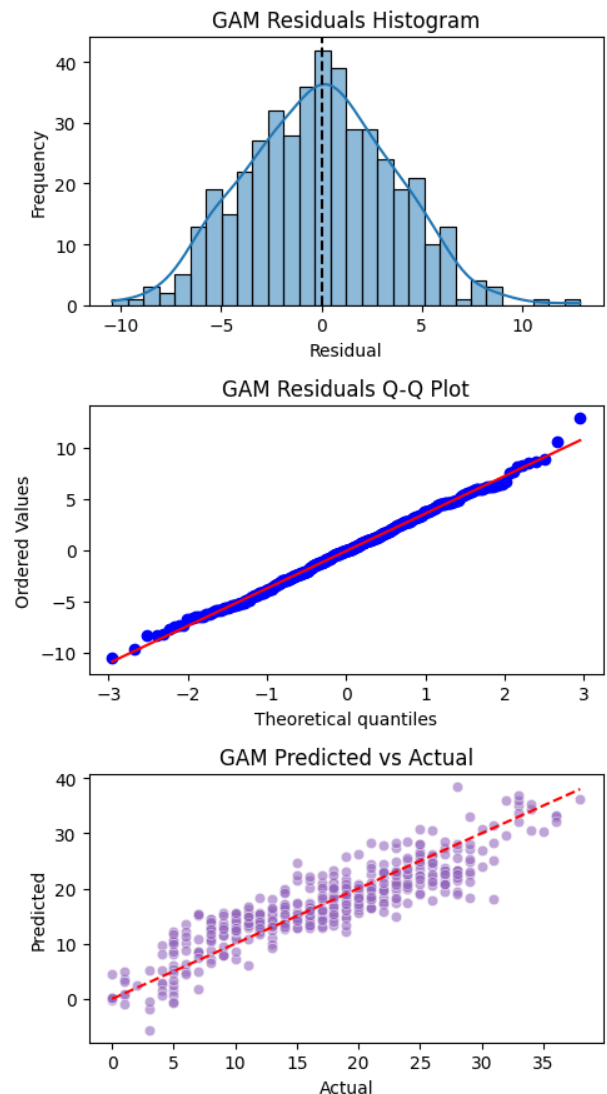 GAM Residuals Histogram
40
30
20
10
0
Frequency
−10 −5 0 5 10
Residual
GAM Residuals Q-Q Plot
10
5
0
−5
−10
Ordered Values
−3 −2 −1 0 1 2 3
Theoretical quantiles
GAM Predicted vs Actual
40
30
20
10
0
Predicted
0 5 10 15 20 25 30 35
Actual